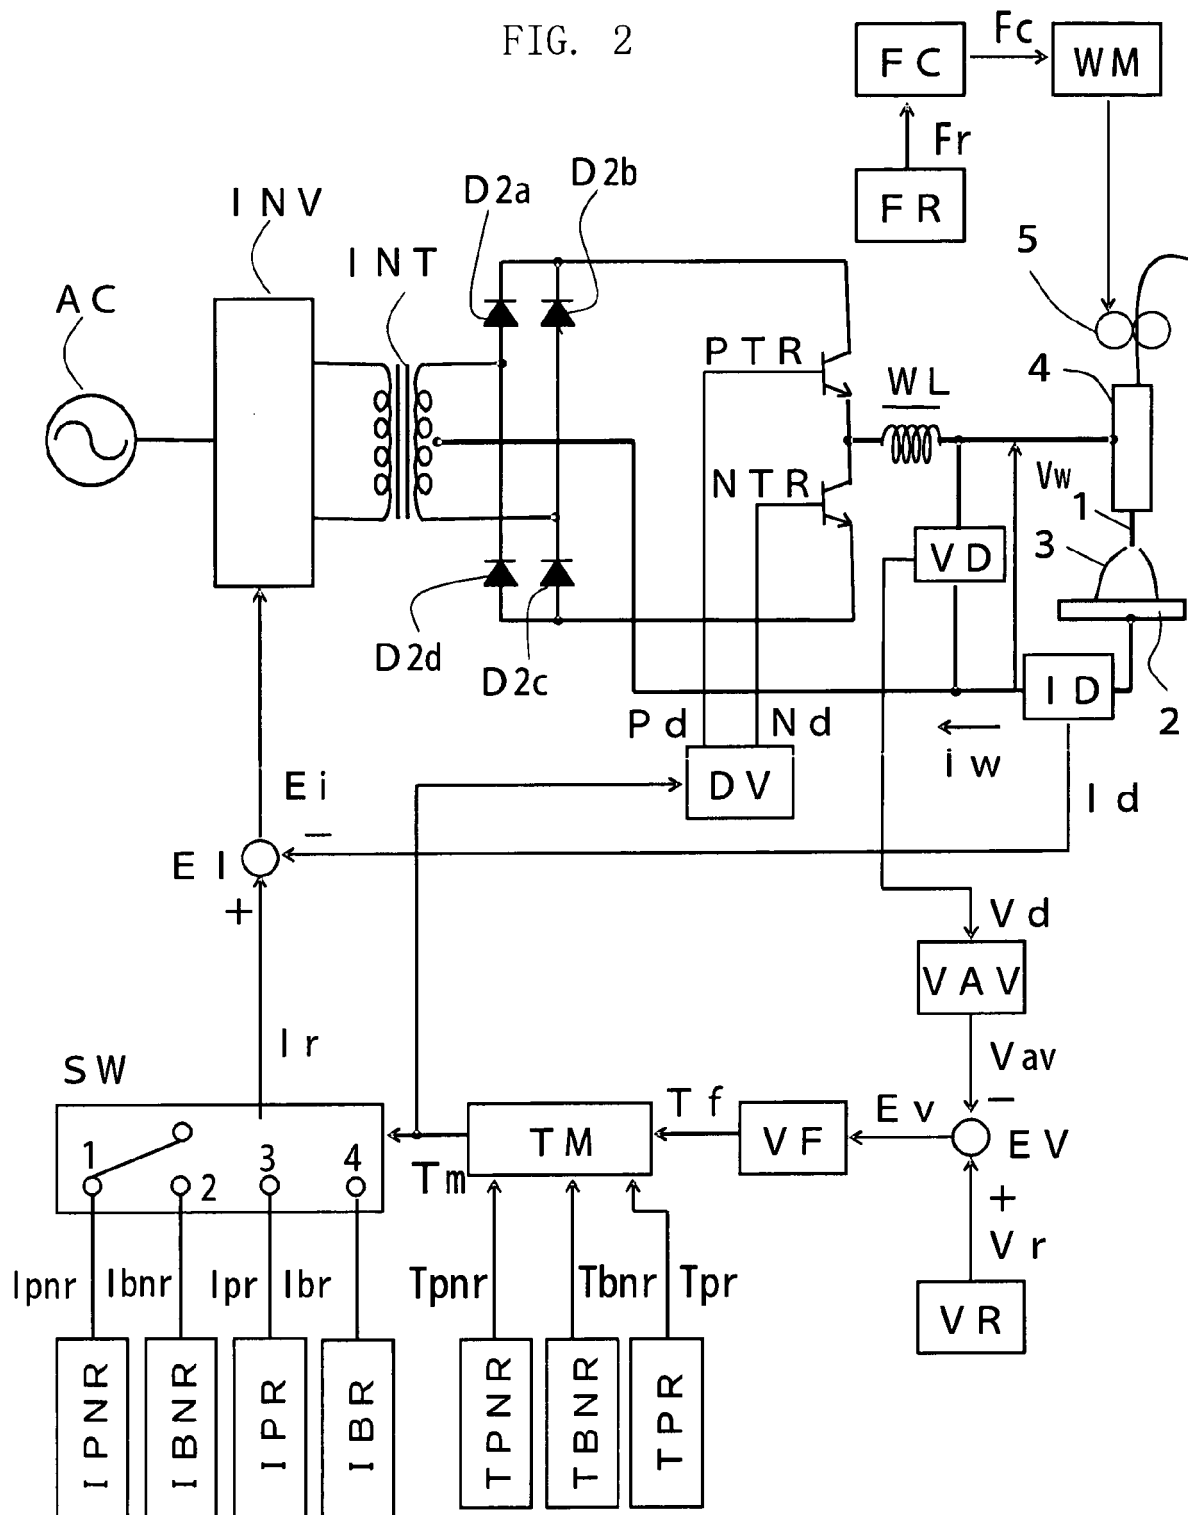 FIG. 2
Fc
FC
WM
Fr
FR
D2a
D2b
INV
INT
AC
5
PTR
WL
4
NTR
Vw
1
VD
3
D2d
D2c
ID
2
Pd
Nd
iw
DV
Id
Ei
−
EI
+
Vd
VAV
Ir
Vav
SW
Tf
Ev
−
TM
VF
EV
1
3
4
2
Tm
+
Vr
Ipnr
Ibnr
Ipr
Ibr
Tpnr
Tbnr
Tpr
VR
IPNR
IBNR
IPR
IBR
TPNR
TBNR
TPR